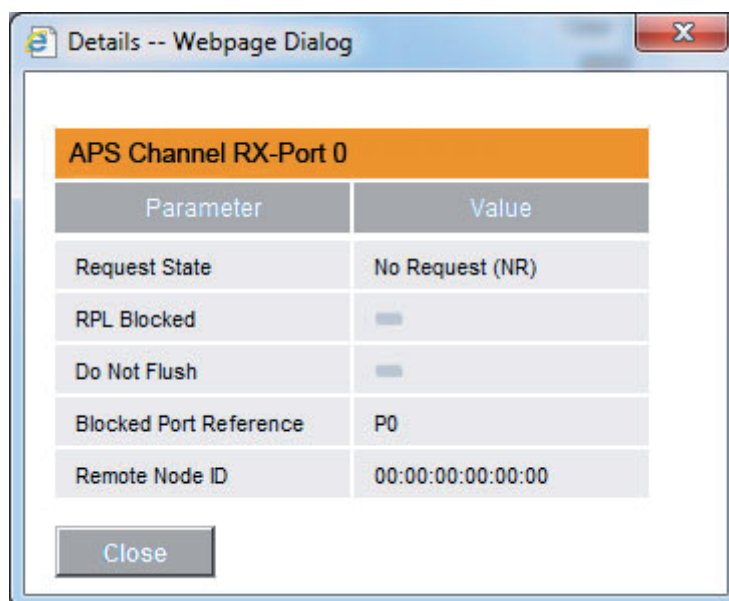 Details -- Webpage Dialog
APS Channel RX-Port 0
Parameter Value
Request State No Request (NR)
RPL Blocked
Do Not Flush
Blocked Port Reference P0
Remote Node ID 00:00:00:00:00:00
Close